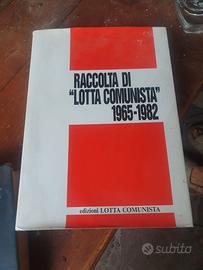 RACCOLTA DI
"LOTTA COMUNISTA"
1965-1982
edizioni LOTTA COMUNISTA
subito